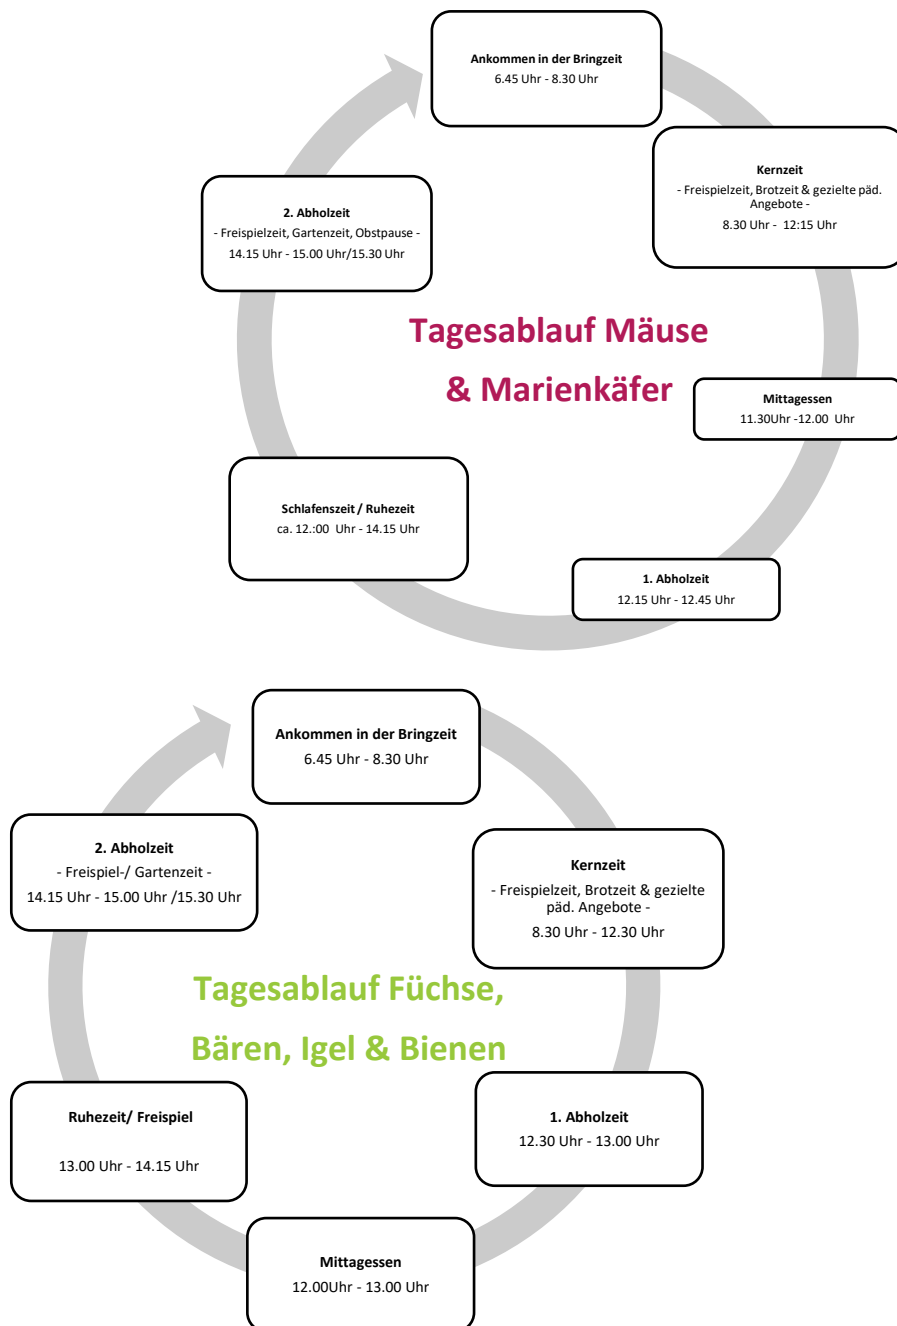 Ankommen in der Bringzeit
6.45 Uhr - 8.30 Uhr
Kernzeit
- Freispielzeit, Brotzeit & gezielte päd.
Angebote -
8.30 Uhr - 12:15 Uhr
2. Abholzeit
- Freispielzeit, Gartenzeit, Obstpause -
14.15 Uhr - 15.00 Uhr/15.30 Uhr
Tagesablauf Mäuse
& Marienkäfer
Mittagessen
11.30Uhr -12.00 Uhr
Schlafenszeit / Ruhezeit
ca. 12.:00 Uhr - 14.15 Uhr
1. Abholzeit
12.15 Uhr - 12.45 Uhr
Ankommen in der Bringzeit
6.45 Uhr - 8.30 Uhr
2. Abholzeit
- Freispiel-/ Gartenzeit -
14.15 Uhr - 15.00 Uhr /15.30 Uhr
Kernzeit
- Freispielzeit, Brotzeit & gezielte
päd. Angebote -
8.30 Uhr - 12.30 Uhr
Tagesablauf Füchse,
Bären, Igel & Bienen
Ruhezeit/ Freispiel
13.00 Uhr - 14.15 Uhr
1. Abholzeit
12.30 Uhr - 13.00 Uhr
Mittagessen
12.00Uhr - 13.00 Uhr